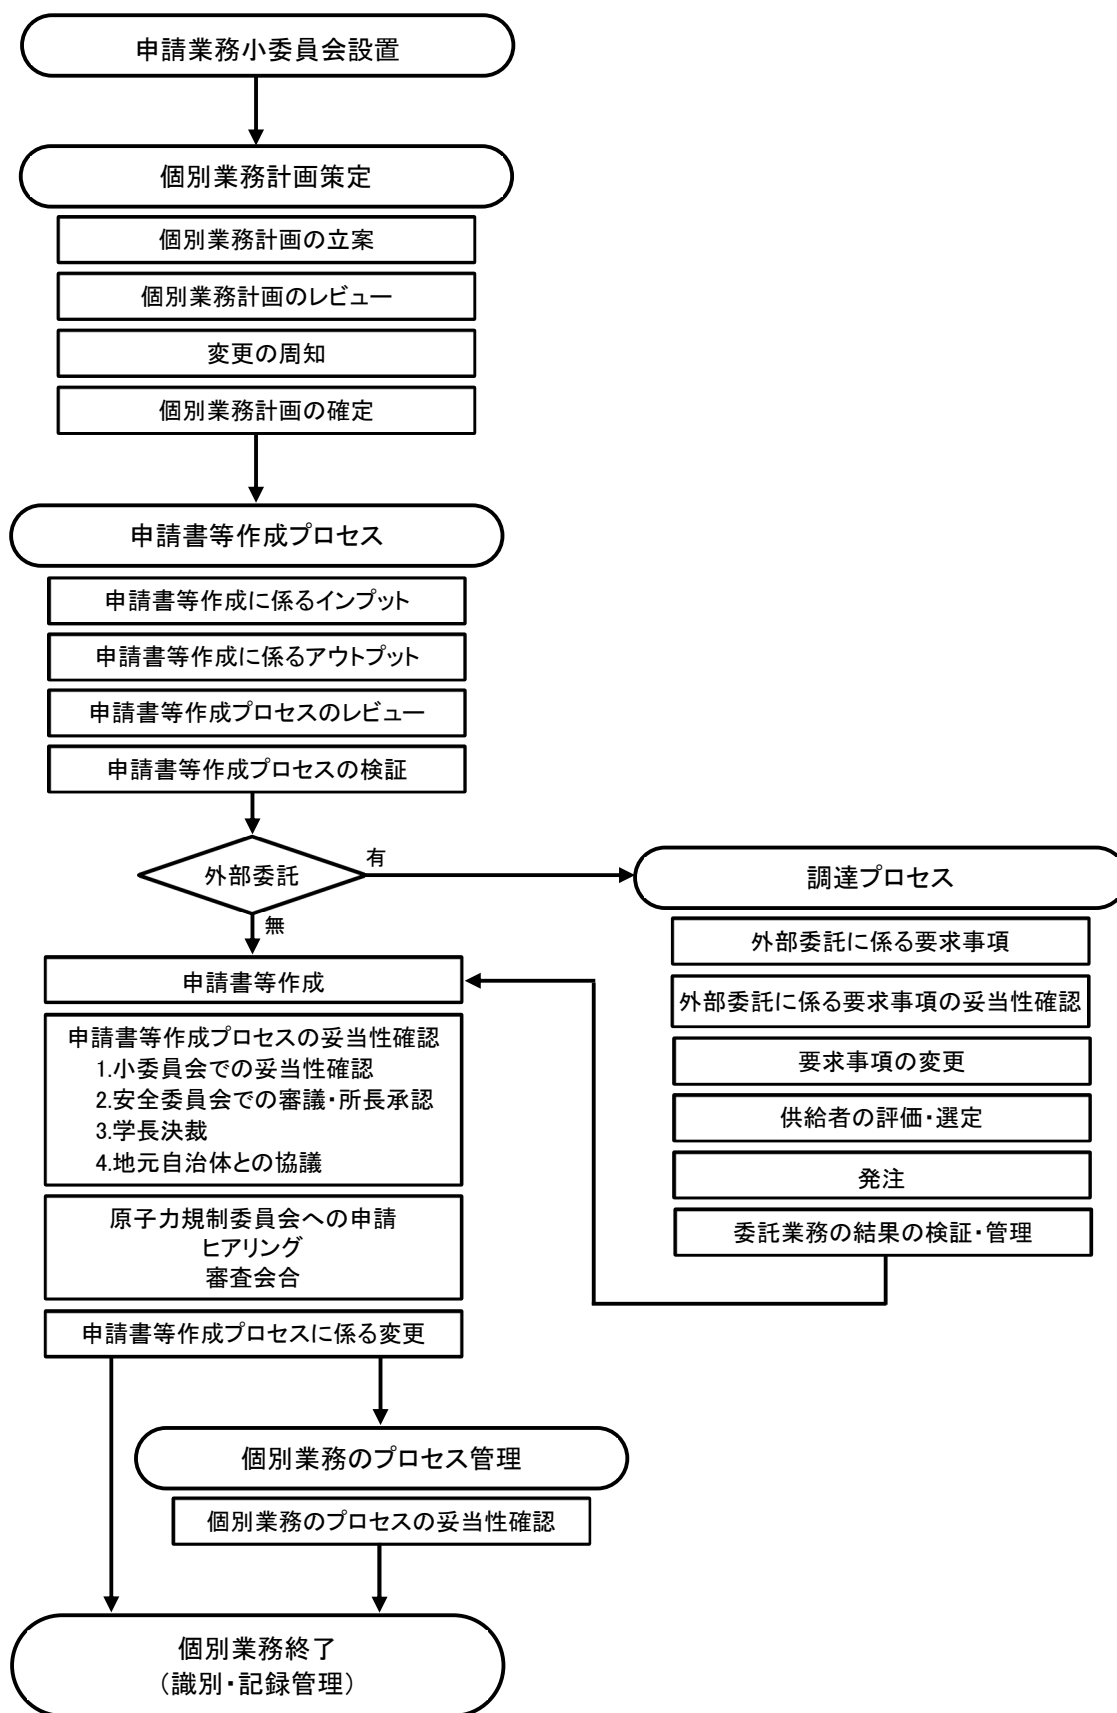 申請業務小委員会設置
個別業務計画策定
個別業務計画の立案
個別業務計画のレビュー
変更の周知
個別業務計画の確定
申請書等作成プロセス
申請書等作成に係るインプット
申請書等作成に係るアウトプット
申請書等作成プロセスのレビュー
申請書等作成プロセスの検証
外部委託
有
無
調達プロセス
外部委託に係る要求事項
外部委託に係る要求事項の妥当性確認
要求事項の変更
供給者の評価・選定
発注
委託業務の結果の検証・管理
申請書等作成
申請書等作成プロセスの妥当性確認
1.小委員会での妥当性確認
2.安全委員会での審議・所長承認
3.学長決裁
4.地元自治体との協議
原子力規制委員会への申請
ヒアリング
審査会合
申請書等作成プロセスに係る変更
個別業務のプロセス管理
個別業務のプロセスの妥当性確認
個別業務終了
（識別・記録管理）